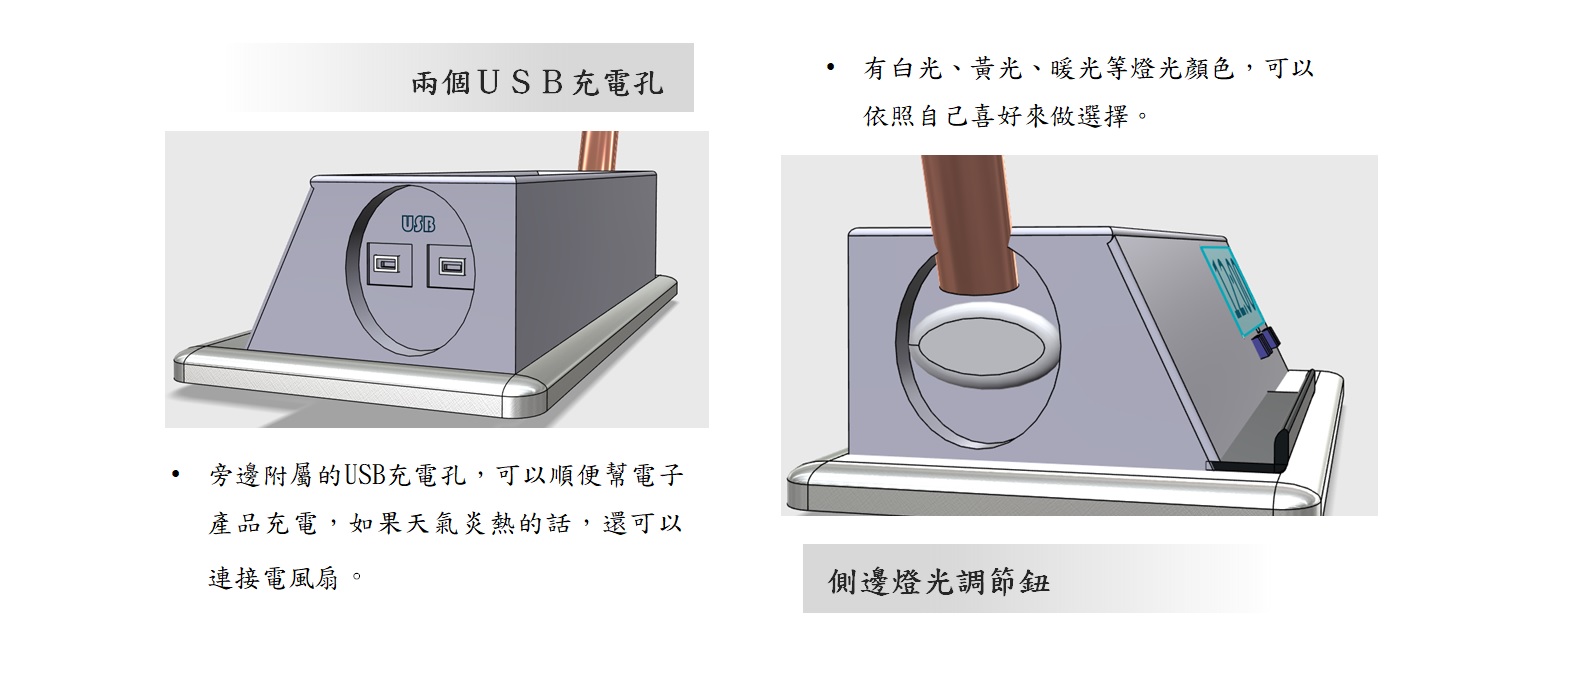 兩個ＵＳＢ充電孔
USB
• 旁邊附屬的USB充電孔，可以順便幫電子
產品充電，如果天氣炎熱的話，還可以
連接電風扇。
• 有白光、黃光、暖光等燈光顏色，可以
依照自己喜好來做選擇。
側邊燈光調節鈕